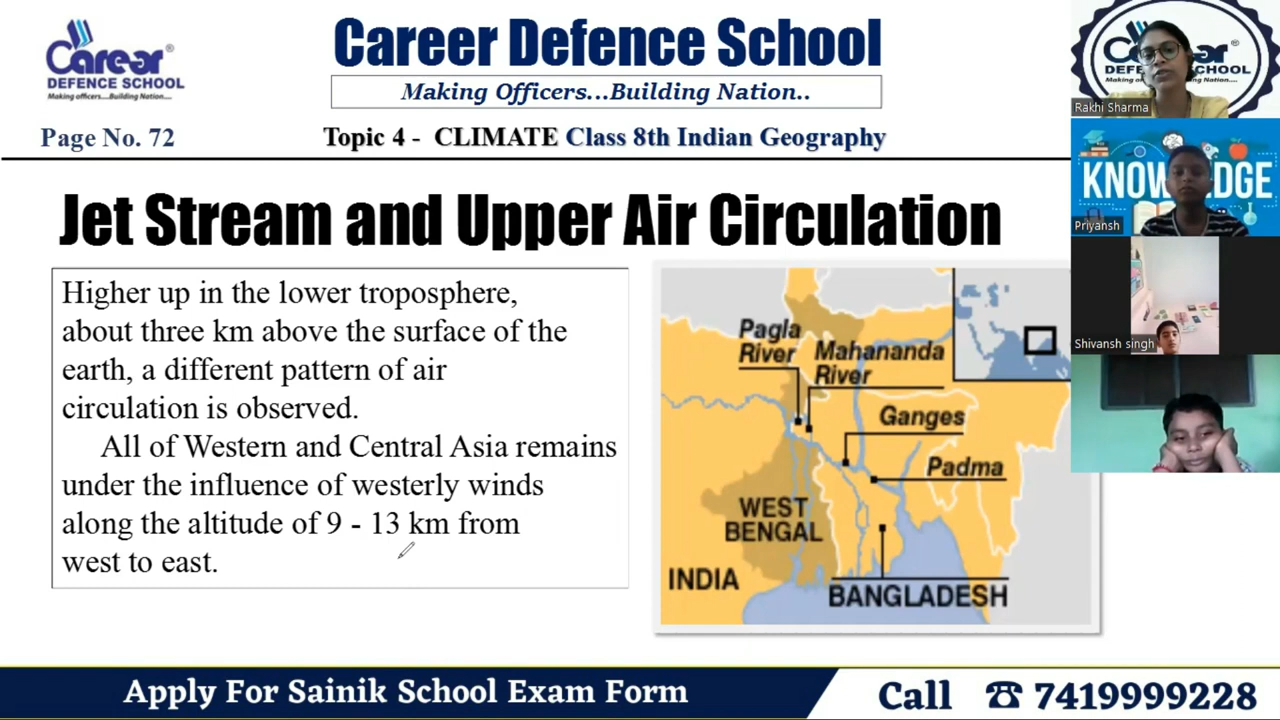 Career
DEFENCE SCHOOL
Making officers....Building Nation...
Career Defence School
Making Officers...Building Nation..
Page No. 72
Topic 4 - CLIMATE Class 8th Indian Geography
Jet Stream and Upper Air Circulation
Higher up in the lower troposphere,
about three km above the surface of the
earth, a different pattern of air
circulation is observed.
All of Western and Central Asia remains
under the influence of westerly winds
along the altitude of 9 - 13 km from
west to east.
Pagla
River
Mahananda
River
Ganges
Padma
WEST
BENGAL
INDIA
BANGLADESH
Rakhi Sharma
Priyansh
Shivansh singh
Apply For Sainik School Exam Form
Call ☎ 7419999228